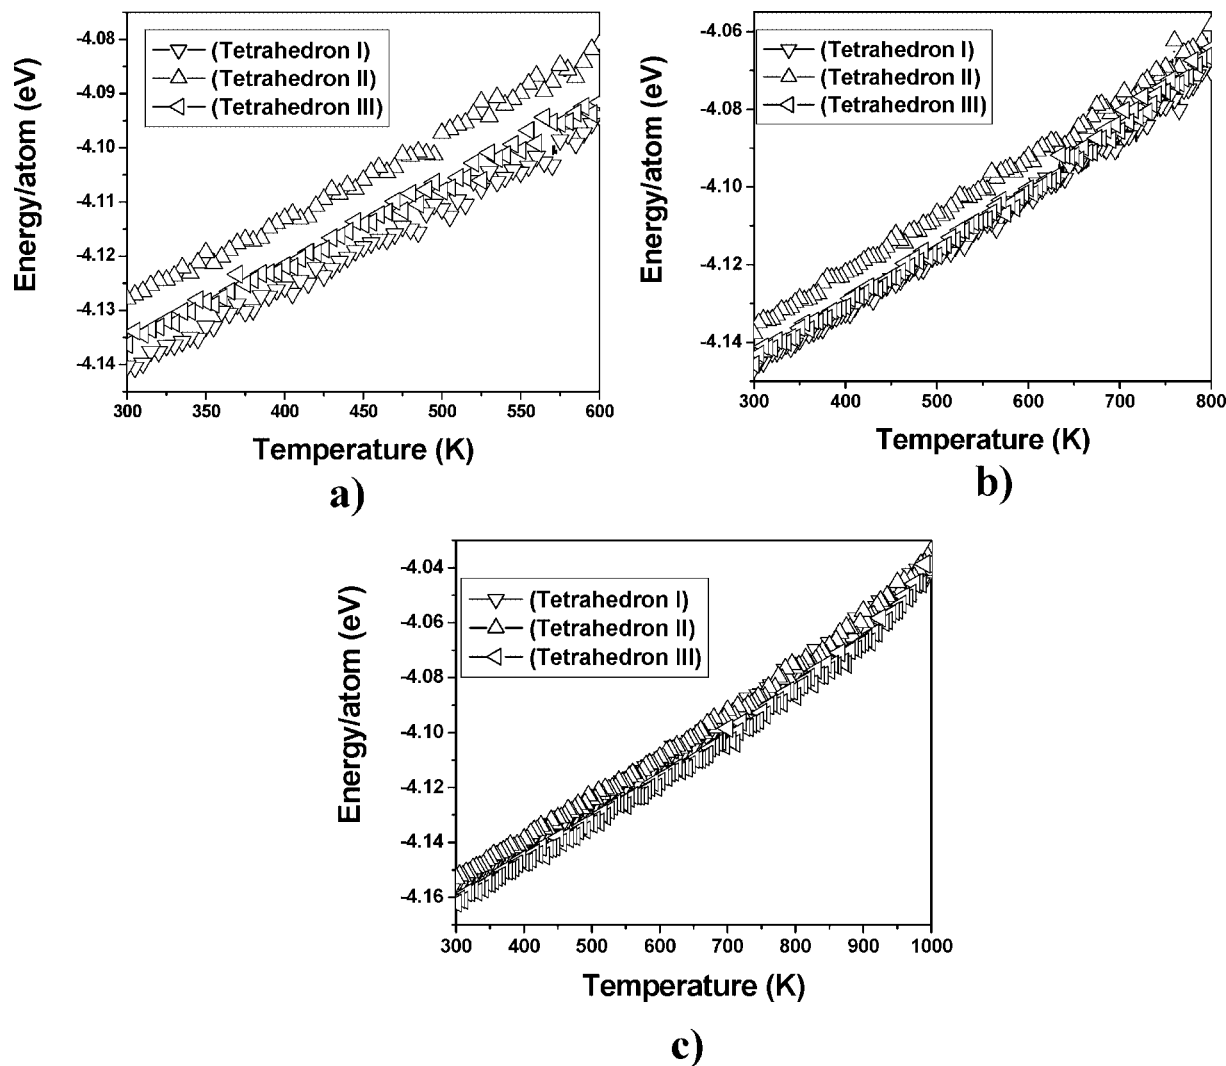 -4.08
-4.09
-4.10
-4.11
-4.12
-4.13
-4.14
Energy/atom (eV)
(Tetrahedron I)
(Tetrahedron II)
(Tetrahedron III)
300 350 400 450 500 550 600
Temperature (K)
a)
-4.06
-4.08
-4.10
-4.12
-4.14
Energy/atom (eV)
(Tetrahedron I)
(Tetrahedron II)
(Tetrahedron III)
300 400 500 600 700 800
Temperature (K)
b)
-4.04
-4.06
-4.08
-4.10
-4.12
-4.14
-4.16
Energy/atom (eV)
(Tetrahedron I)
(Tetrahedron II)
(Tetrahedron III)
300 400 500 600 700 800 900 1000
Temperature (K)
c)